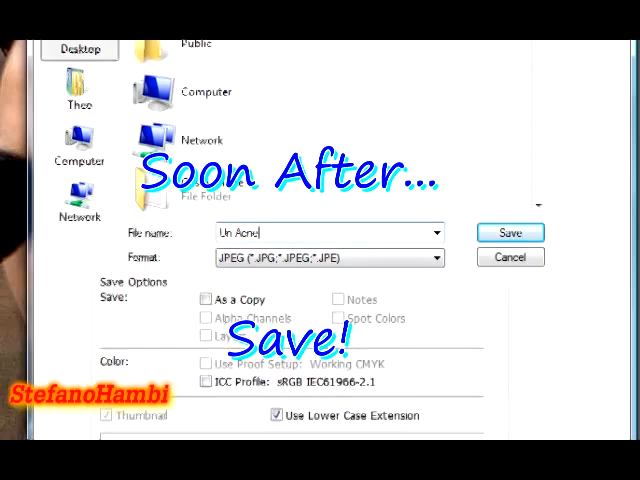 Desktop
Public
Theo
Computer
Computer
Network
Network
Soon After...
File Folder
File name:
Un Acne
Save
Format:
JPEG (*.JPG;*.JPEG;*.JPE)
Cancel
Save Options
Save:
As a Copy
Notes
Alpha Channels
Spot Colors
Save!
Color:
Use Proof Setup: Working CMYK
ICC Profile: sRGB IEC61966-2.1
StefanoHambi
Thumbnail
Use Lower Case Extension